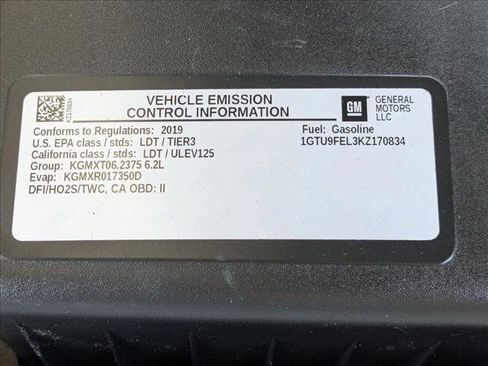 VEHICLE EMISSION
CONTROL INFORMATION
GM
GENERAL
MOTORS
LLC
Conforms to Regulations: 2019
U.S. EPA class / stds: LDT / TIER3
California class / stds: LDT / ULEV125
Group: KGMXT06.2375 6.2L
Evap: KGMXR017350D
DFI/HO2S/TWC, CA OBD: II
Fuel: Gasoline
1GTU9FEL3KZ170834